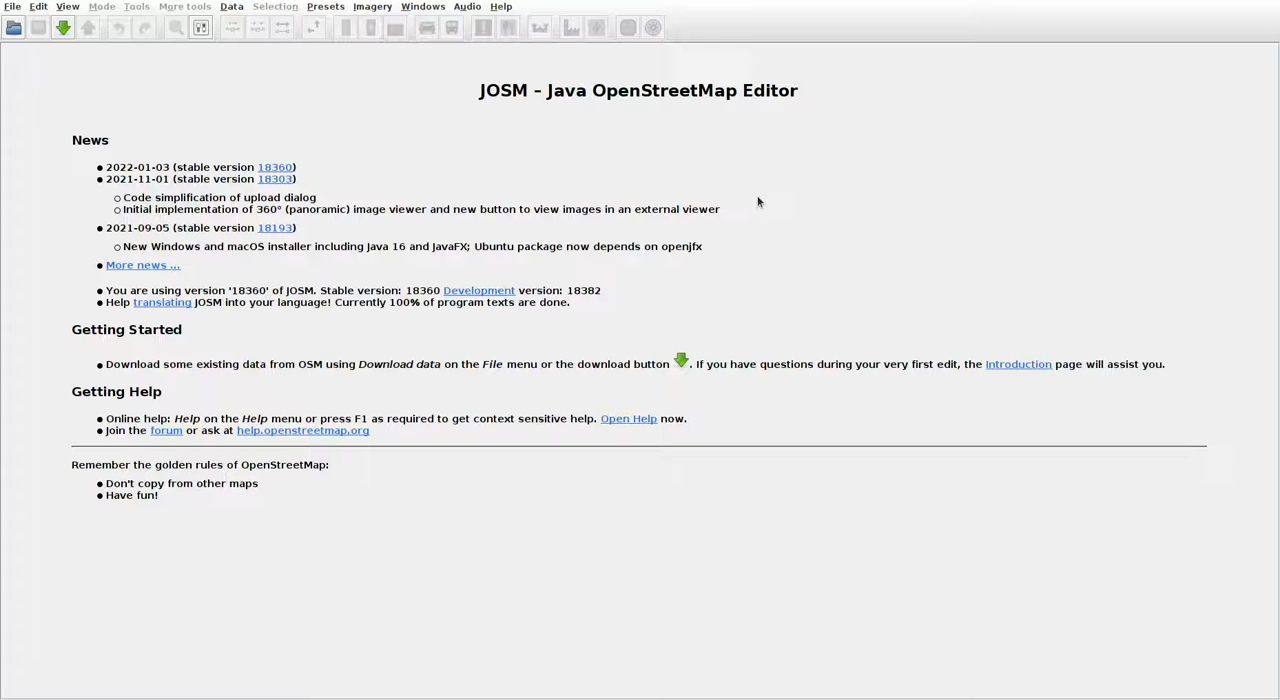 File Edit View Mode Tools More tools Data Selection Presets Imagery Windows Audio Help
JOSM – Java OpenStreetMap Editor
News
2022-01-03 (stable version 18360)
2021-11-01 (stable version 18303)
Code simplification of upload dialog
Initial implementation of 360° (panoramic) image viewer and new button to view images in an external viewer
2021-09-05 (stable version 18193)
New Windows and macOS installer including Java 16 and JavaFX; Ubuntu package now depends on openjfx
More news ...
You are using version '18360' of JOSM. Stable version: 18360 Development version: 18382
Help translating JOSM into your language! Currently 100% of program texts are done.
Getting Started
Download some existing data from OSM using Download data on the File menu or the download button . If you have questions during your very first edit, the Introduction page will assist you.
Getting Help
Online help: Help on the Help menu or press F1 as required to get context sensitive help. Open Help now.
Join the forum or ask at help.openstreetmap.org
Remember the golden rules of OpenStreetMap:
Don't copy from other maps
Have fun!